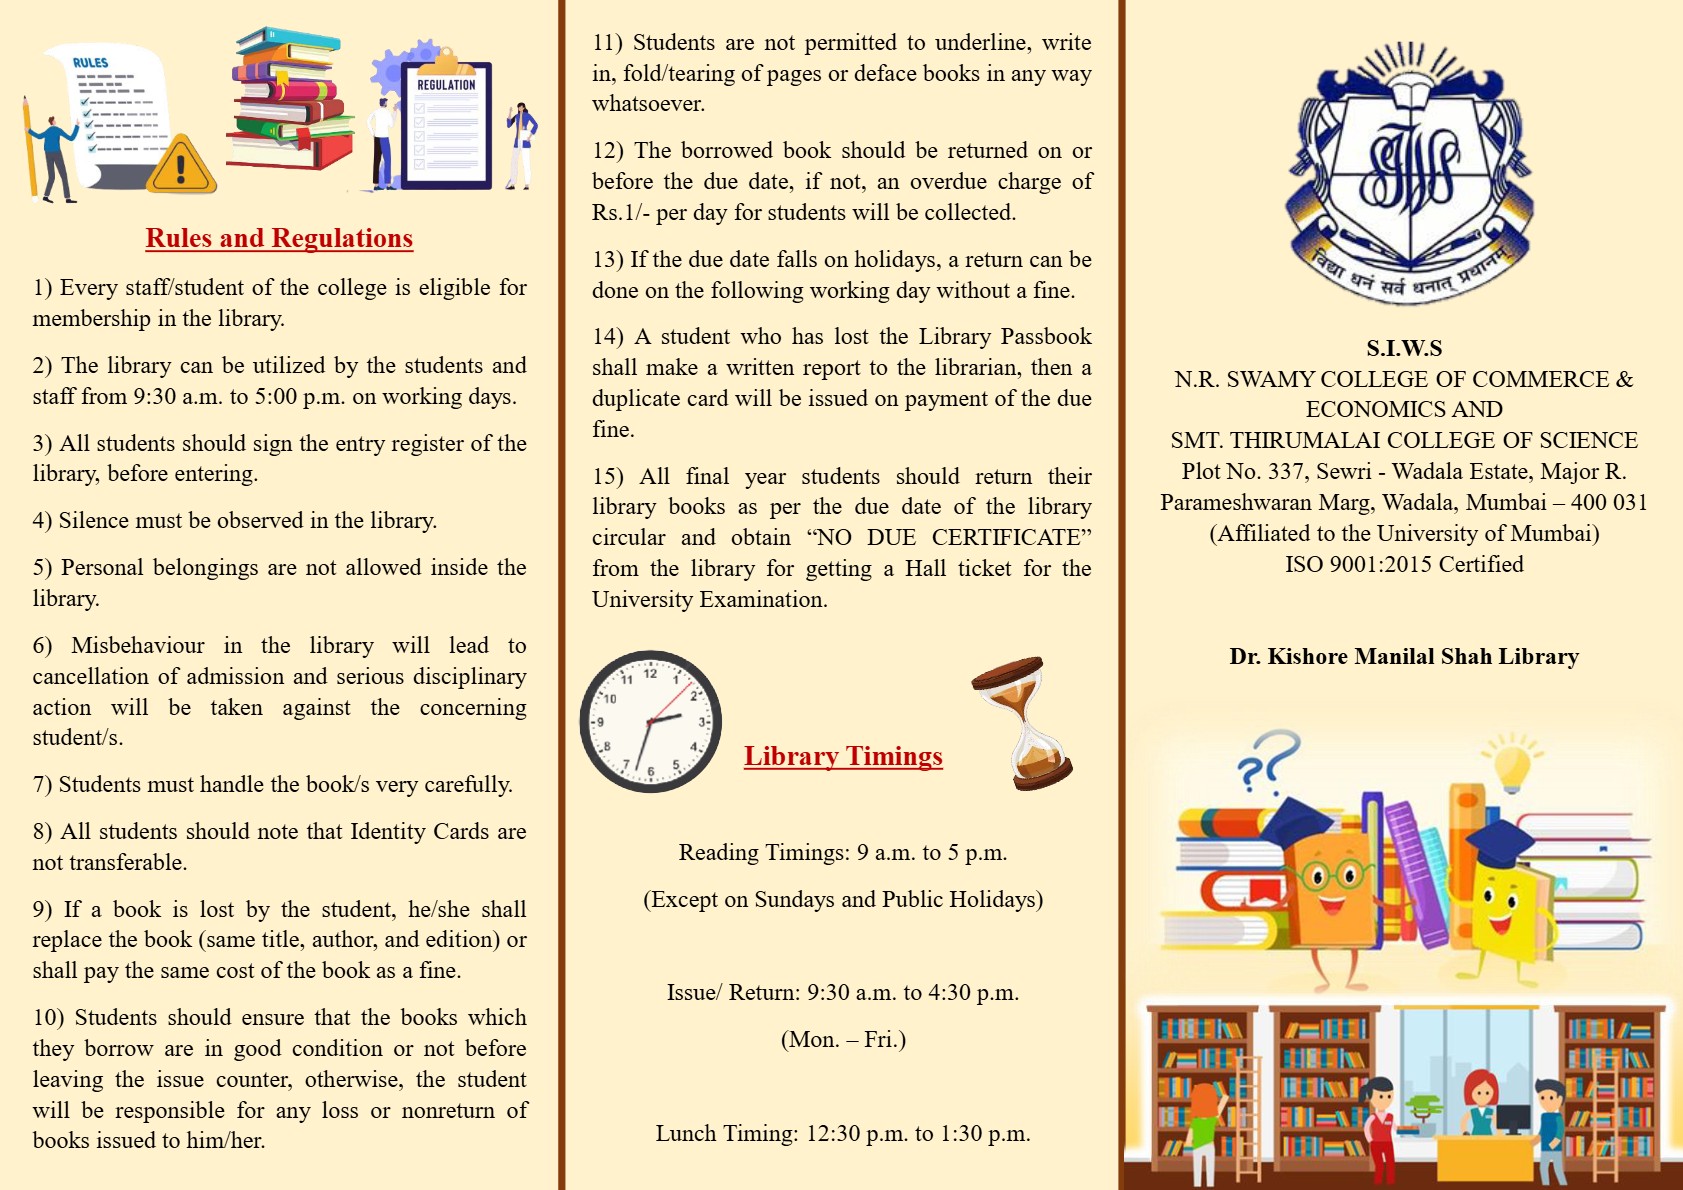 RULES
REGULATION
Rules and Regulations
1) Every staff/student of the college is eligible for
membership in the library.
2) The library can be utilized by the students and
staff from 9:30 a.m. to 5:00 p.m. on working days.
3) All students should sign the entry register of the
library, before entering.
4) Silence must be observed in the library.
5) Personal belongings are not allowed inside the
library.
6) Misbehaviour in the library will lead to
cancellation of admission and serious disciplinary
action will be taken against the concerning
student/s.
7) Students must handle the book/s very carefully.
8) All students should note that Identity Cards are
not transferable.
9) If a book is lost by the student, he/she shall
replace the book (same title, author, and edition) or
shall pay the same cost of the book as a fine.
10) Students should ensure that the books which
they borrow are in good condition or not before
leaving the issue counter, otherwise, the student
will be responsible for any loss or nonreturn of
books issued to him/her.
11) Students are not permitted to underline, write
in, fold/tearing of pages or deface books in any way
whatsoever.
12) The borrowed book should be returned on or
before the due date, if not, an overdue charge of
Rs.1/- per day for students will be collected.
13) If the due date falls on holidays, a return can be
done on the following working day without a fine.
14) A student who has lost the Library Passbook
shall make a written report to the librarian, then a
duplicate card will be issued on payment of the due
fine.
15) All final year students should return their
library books as per the due date of the library
circular and obtain “NO DUE CERTIFICATE”
from the library for getting a Hall ticket for the
University Examination.
12 1 2 3 4 5 6 7 8 9 10 11
Library Timings
Reading Timings: 9 a.m. to 5 p.m.
(Except on Sundays and Public Holidays)
Issue/ Return: 9:30 a.m. to 4:30 p.m.
(Mon. – Fri.)
Lunch Timing: 12:30 p.m. to 1:30 p.m.
SIWS
विद्या धनं सर्व धनात् प्रधानम्
S.I.W.S
N.R. SWAMY COLLEGE OF COMMERCE &
ECONOMICS AND
SMT. THIRUMALAI COLLEGE OF SCIENCE
Plot No. 337, Sewri - Wadala Estate, Major R.
Parameshwaran Marg, Wadala, Mumbai – 400 031
(Affiliated to the University of Mumbai)
ISO 9001:2015 Certified
Dr. Kishore Manilal Shah Library
??